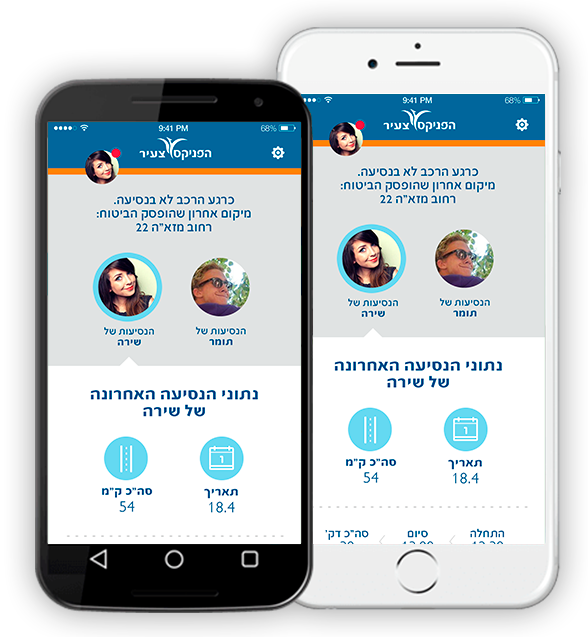 9:41 PM 68%
הפניקס צעיר
כרגע הרכב לא בנסיעה.
מיקום אחרון שהופסק הביטוח:
רחוב מזא"ה 22
הנסיעות של
שירה
הנסיעות של
תומר
נתוני הנסיעה האחרונה
של שירה
תאריך
18.4
סה"כ ק"מ
54
9:41 PM 68%
הפניקס צעיר
כרגע הרכב לא בנסיעה.
מיקום אחרון שהופסק הביטוח:
רחוב מזא"ה 22
הנסיעות של
תומר
הנסיעות של
שירה
נתוני הנסיעה האחרונה
של שירה
תאריך
18.4
סה"כ ק"מ
54
התחלה סיום סה"כ דק'